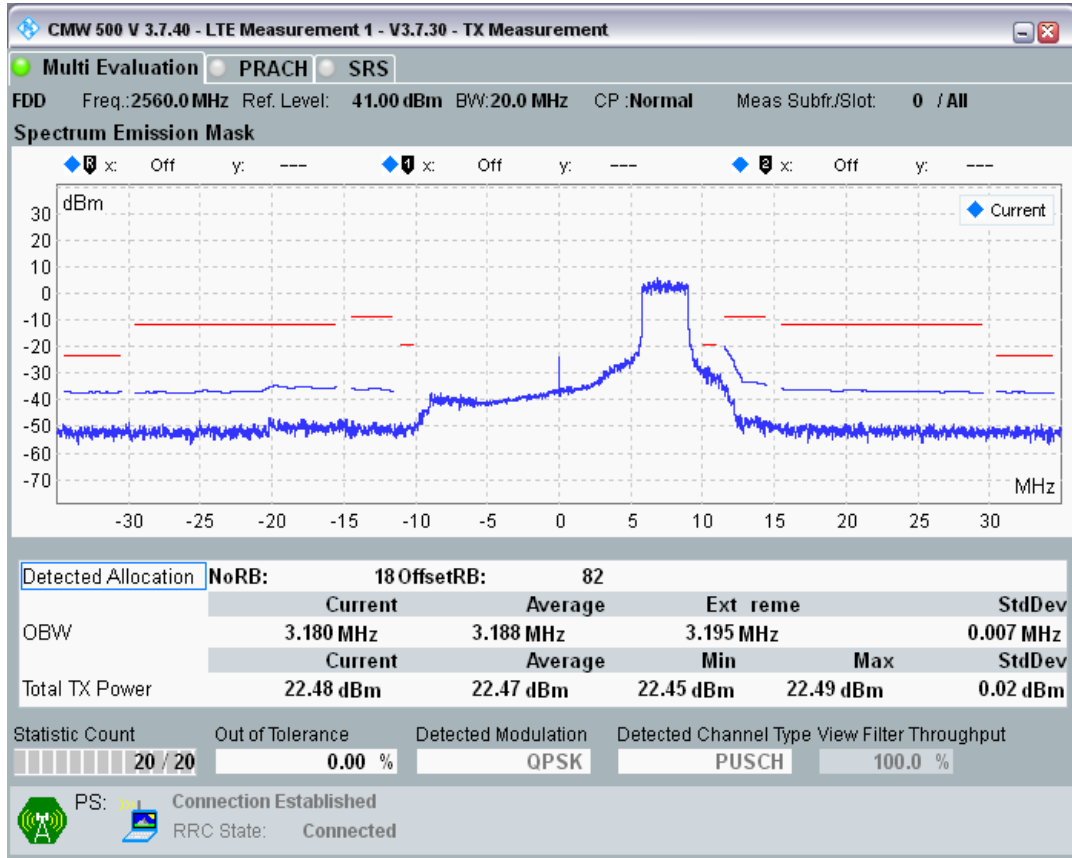 CMW 500 V 3.7.40 - LTE Measurement 1 - V3.7.30 - TX Measurement
Multi Evaluation PRACH SRS
FDD Freq.:2560.0 MHz Ref. Level: 41.00 dBm BW:20.0 MHz CP :Normal Meas Subfr./Slot: 0 / All
Spectrum Emission Mask
R x: Off y: --- 1 x: Off y: --- 2 x: Off y: ---
dBm
Current
30
20
10
0
-10
-20
-30
-40
-50
-60
-70
MHz
-30 -25 -20 -15 -10 -5 0 5 10 15 20 25 30
Detected Allocation NoRB: 18 OffsetRB: 82
Current Average Ext reme StdDev
OBW 3.180 MHz 3.188 MHz 3.195 MHz 0.007 MHz
Current Average Min Max StdDev
Total TX Power 22.48 dBm 22.47 dBm 22.45 dBm 22.49 dBm 0.02 dBm
Statistic Count Out of Tolerance Detected Modulation Detected Channel Type View Filter Throughput
20 / 20 0.00 % QPSK PUSCH 100.0 %
PS: Connection Established
RRC State: Connected